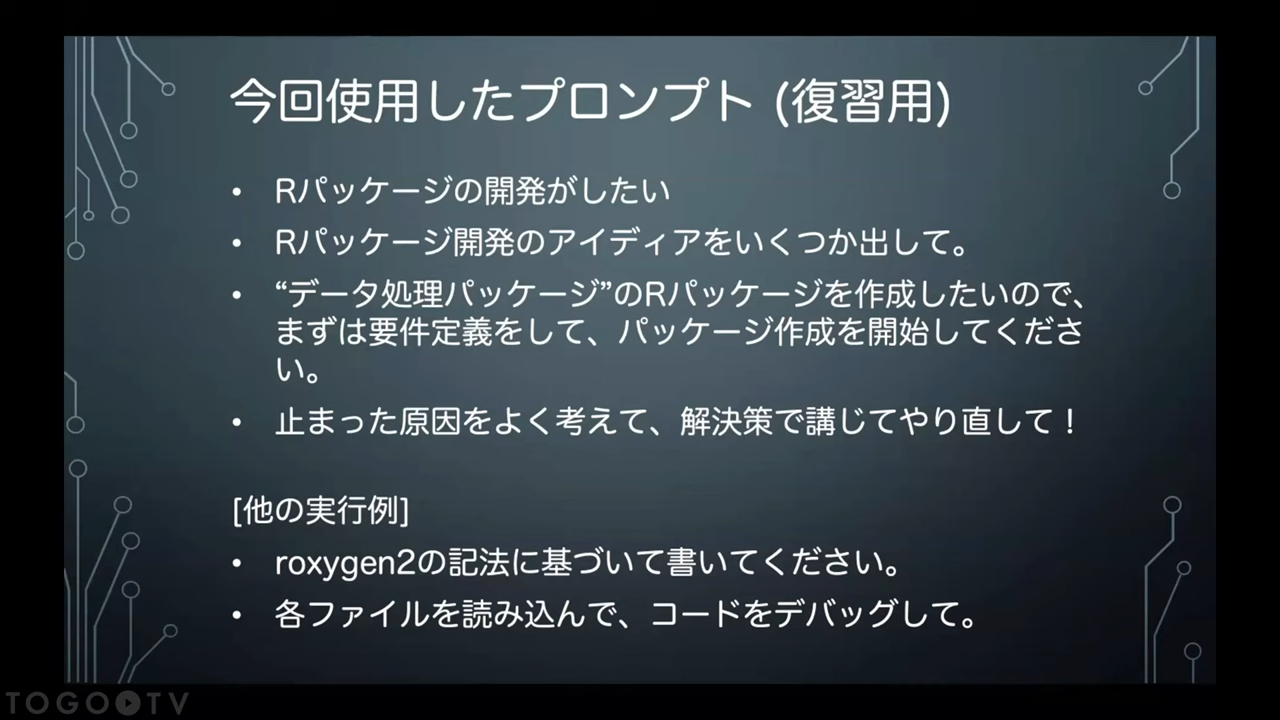 今回使用したプロンプト (復習用)
• Rパッケージの開発がしたい
• Rパッケージ開発のアイディアをいくつか出して。
• “データ処理パッケージ”のRパッケージを作成したいので、
まずは要件定義をして、パッケージ作成を開始してくださ
い。
• 止まった原因をよく考えて、解決策で講じてやり直して！
[他の実行例]
• roxygen2の記法に基づいて書いてください。
• 各ファイルを読み込んで、コードをデバッグして。
TOGO TV